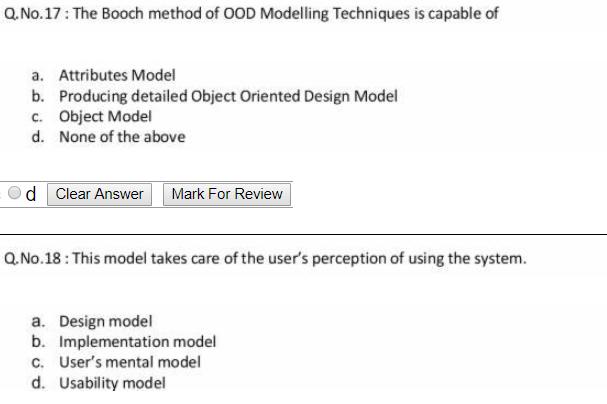 Q.No.17 : The Booch method of OOD Modelling Techniques is capable of
a. Attributes Model
b. Producing detailed Object Oriented Design Model
c. Object Model
d. None of the above
d Clear Answer Mark For Review
Q.No.18 : This model takes care of the user's perception of using the system.
a. Design model
b. Implementation model
c. User's mental model
d. Usability model